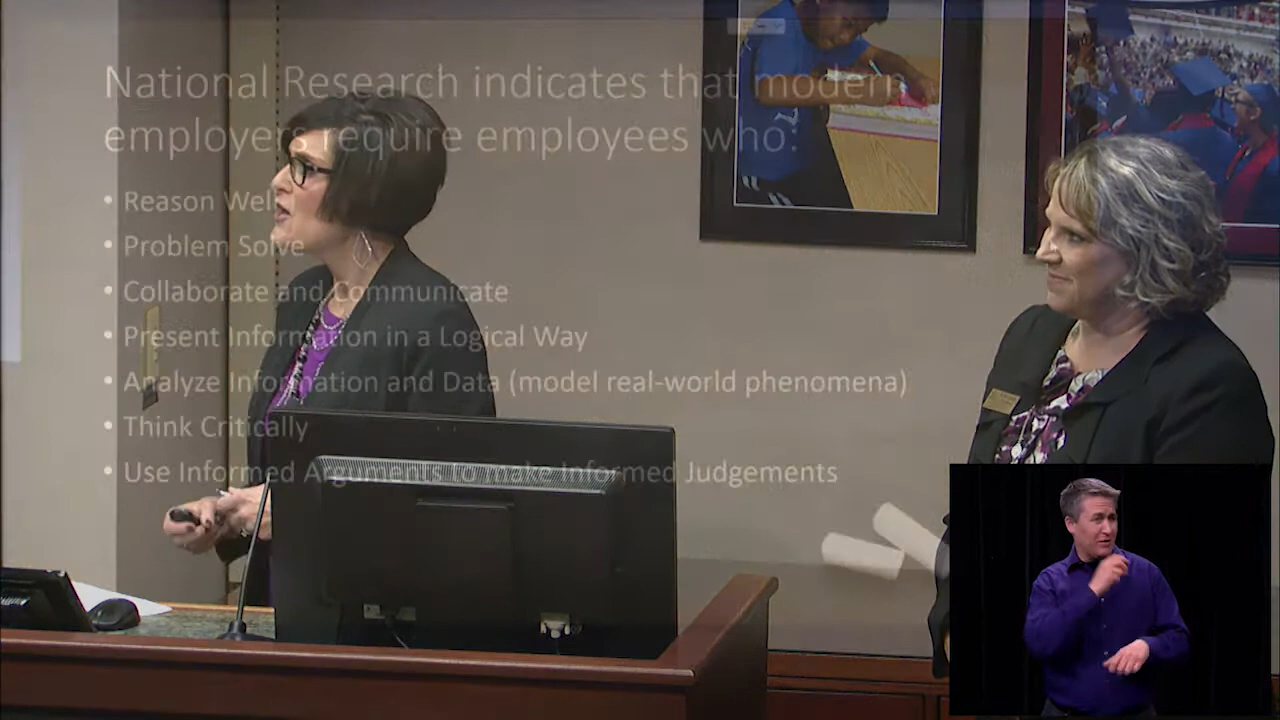 National Research indicates that modern
employers require employees who:
• Reason Well
• Problem Solve
• Collaborate and Communicate
• Present Information in a Logical Way
• Analyze Information and Data (model real-world phenomena)
• Think Critically
• Use Informed Arguments to make Informed Judgements